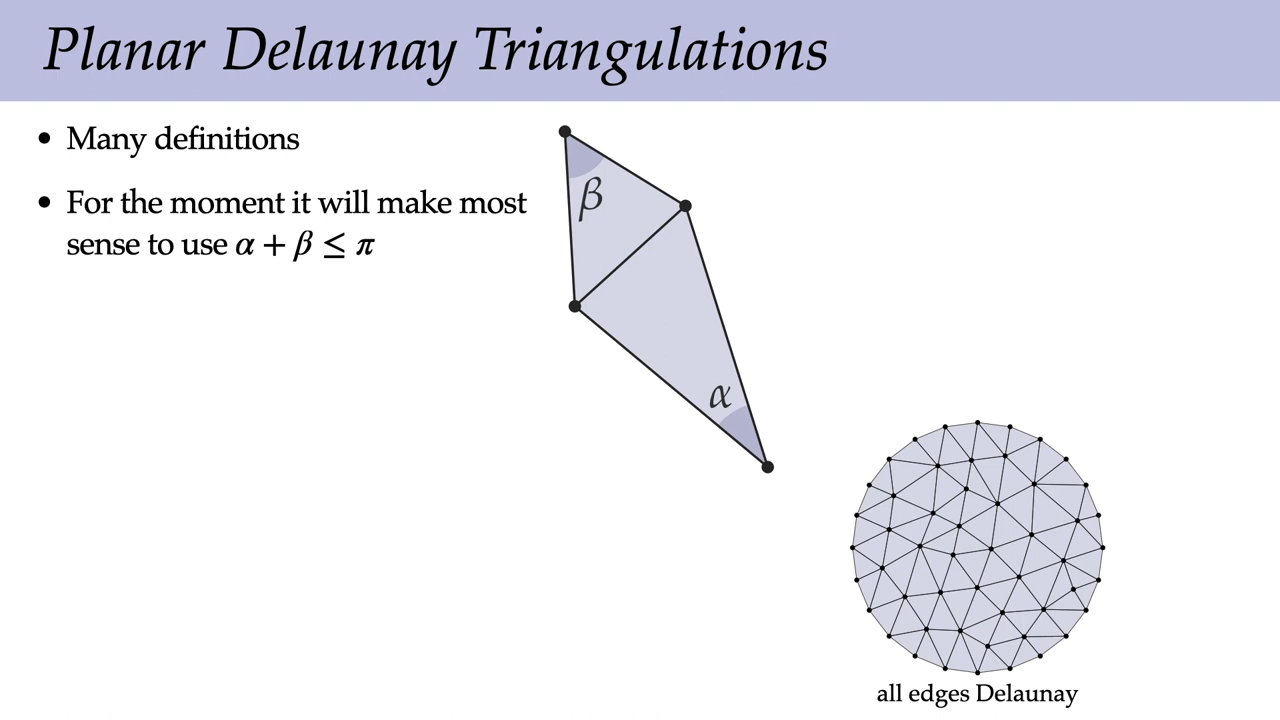 Planar Delaunay Triangulations
• Many definitions
• For the moment it will make most
sense to use α + β ≤ π
β
α
all edges Delaunay